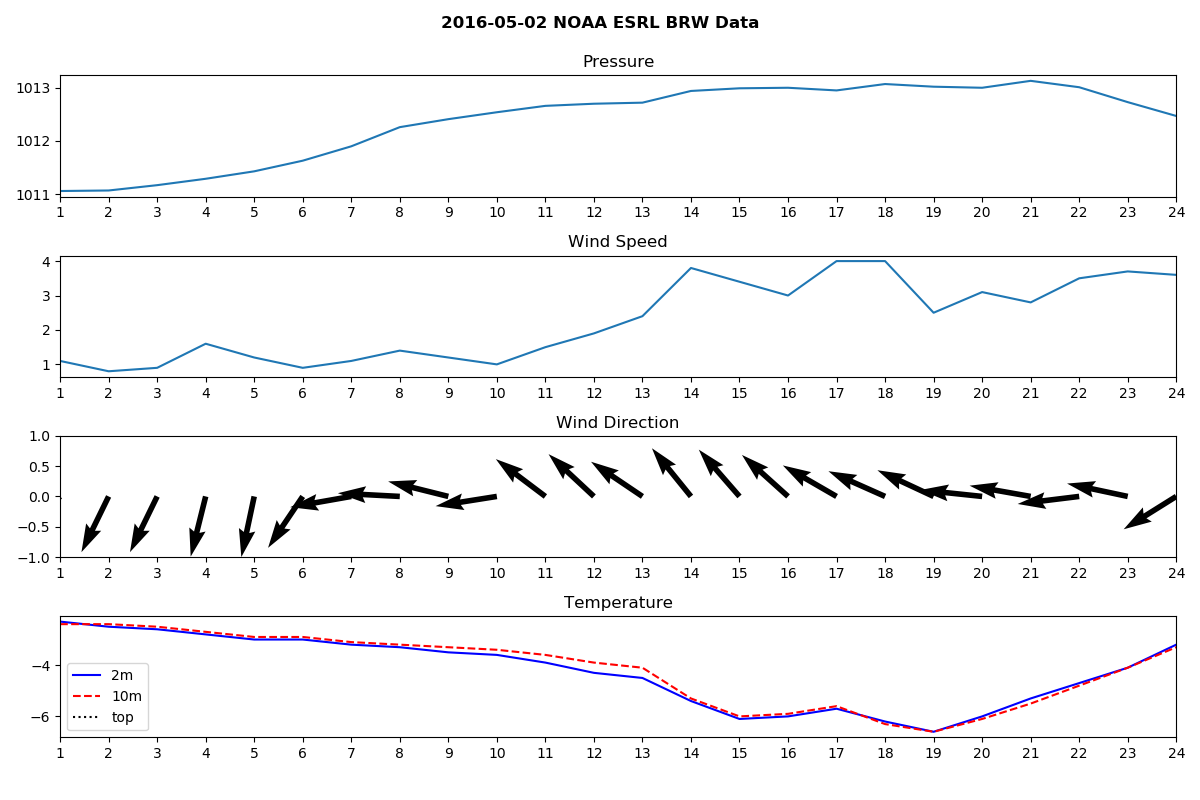 2016-05-02 NOAA ESRL BRW Data
Pressure
1013
1012
1011
1 2 3 4 5 6 7 8 9 10 11 12 13 14 15 16 17 18 19 20 21 22 23 24
Wind Speed
4
3
2
1
1 2 3 4 5 6 7 8 9 10 11 12 13 14 15 16 17 18 19 20 21 22 23 24
Wind Direction
1.0
0.5
0.0
−0.5
−1.0
1 2 3 4 5 6 7 8 9 10 11 12 13 14 15 16 17 18 19 20 21 22 23 24
Temperature
−4
−6
2m
10m
top
1 2 3 4 5 6 7 8 9 10 11 12 13 14 15 16 17 18 19 20 21 22 23 24